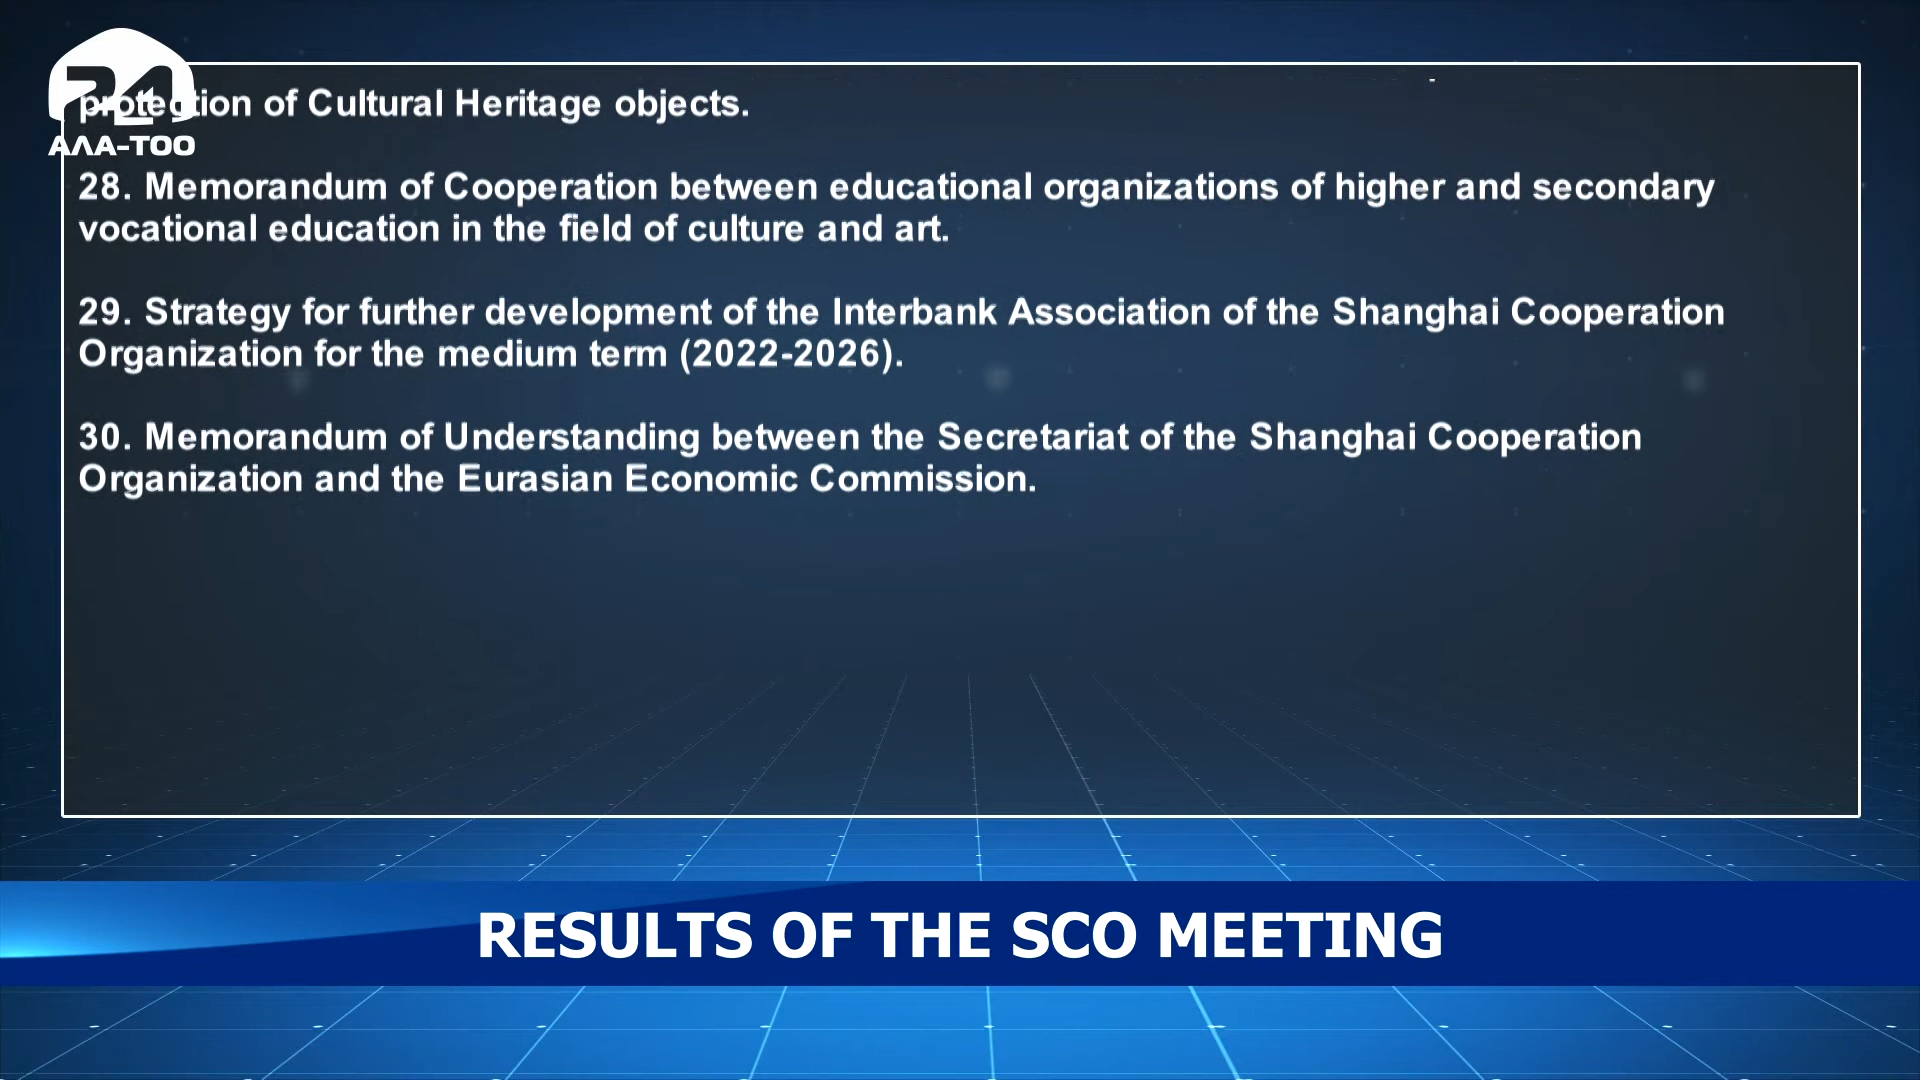 24
АЛА-ТОО
protection of Cultural Heritage objects.
28. Memorandum of Cooperation between educational organizations of higher and secondary
vocational education in the field of culture and art.
29. Strategy for further development of the Interbank Association of the Shanghai Cooperation
Organization for the medium term (2022-2026).
30. Memorandum of Understanding between the Secretariat of the Shanghai Cooperation
Organization and the Eurasian Economic Commission.
RESULTS OF THE SCO MEETING